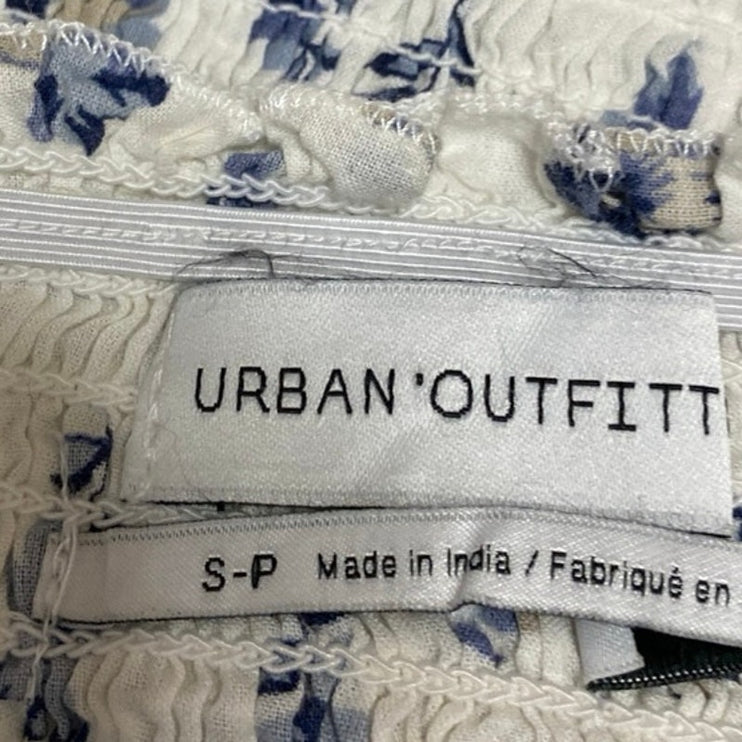 URBAN 'OUTFITT
S-P Made in India / Fabriqué en